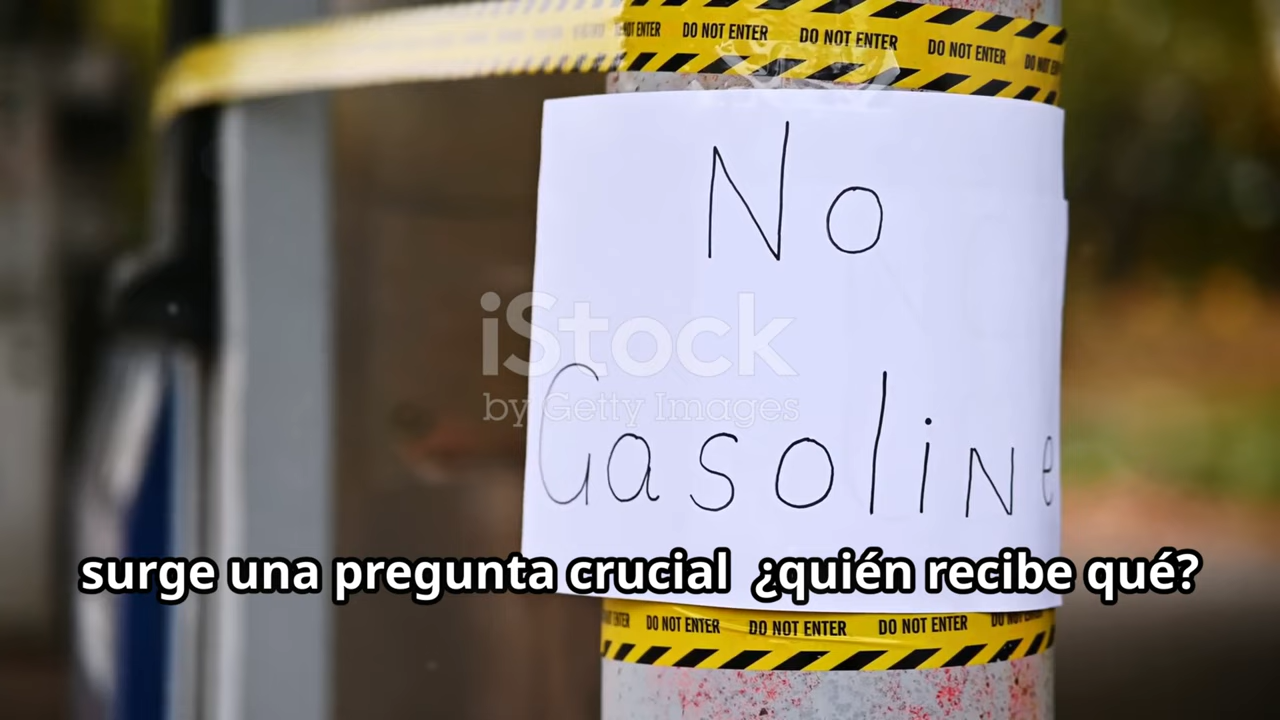 DO NOT ENTER DO NOT ENTER DO NOT ENTER
No
iStock
by Getty Images
Gasoline
surge una pregunta crucial ¿quién recibe qué?
DO NOT ENTER DO NOT ENTER DO NOT ENTER